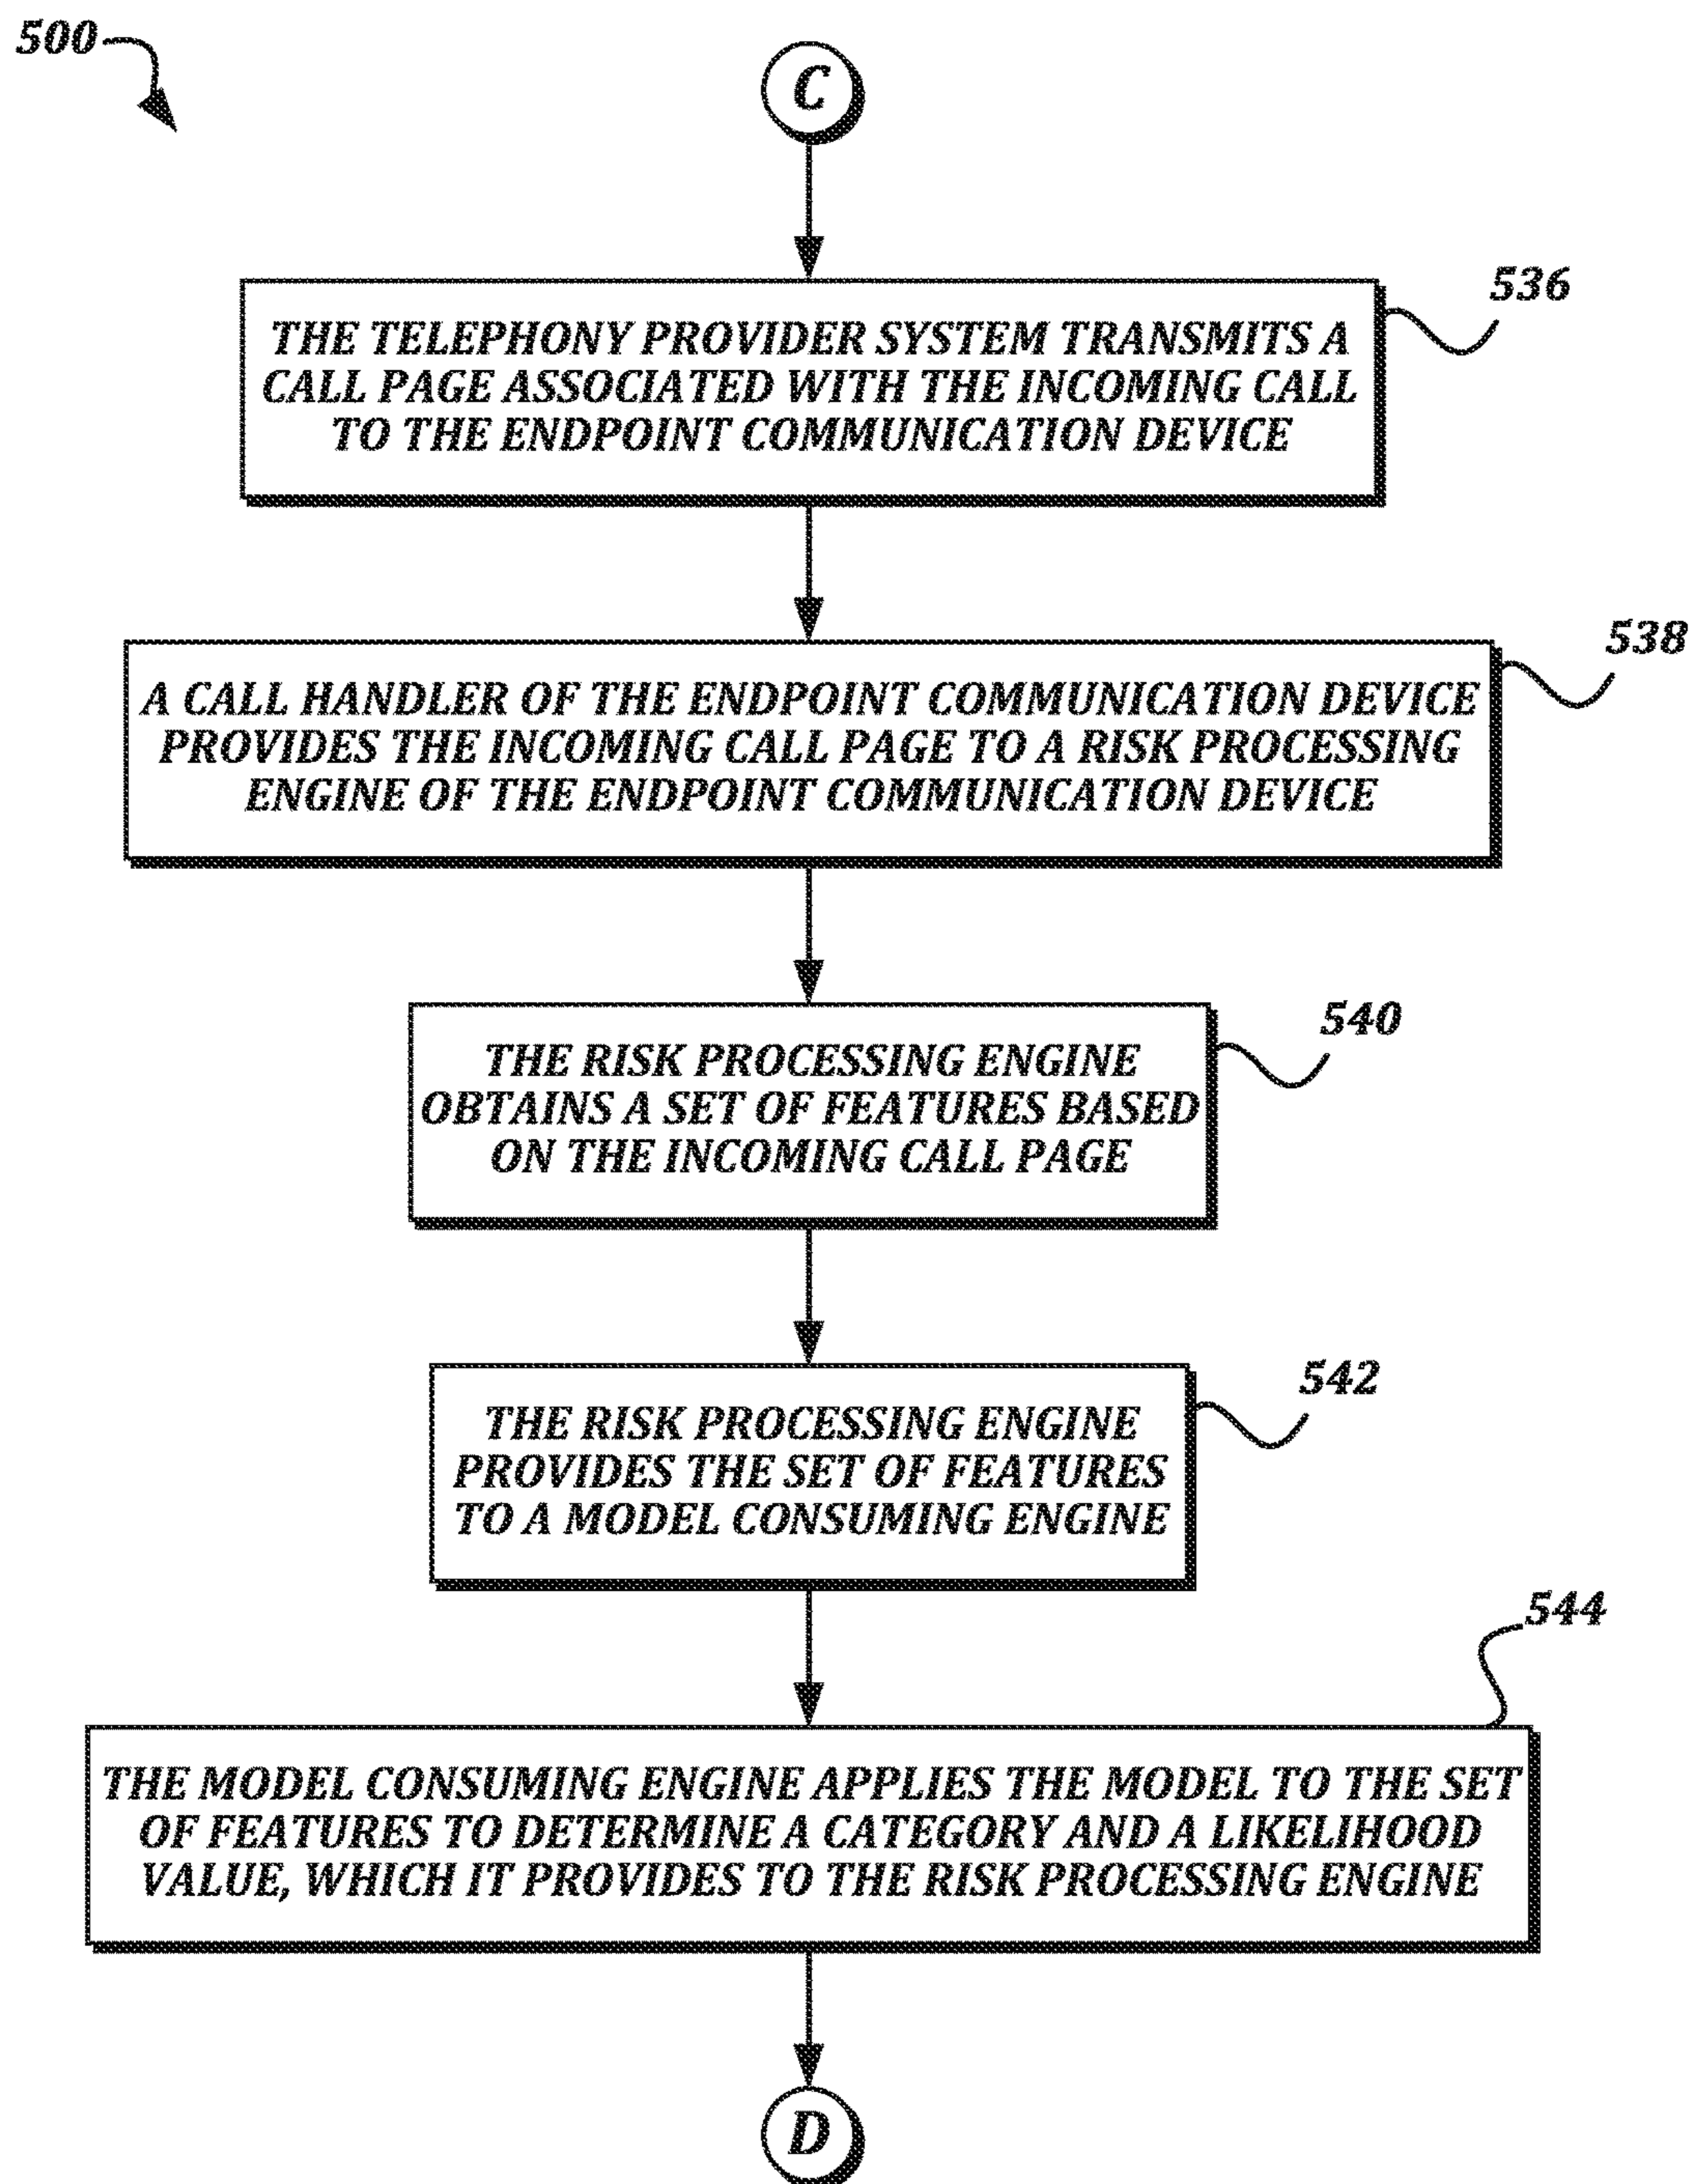 500
C
536
THE TELEPHONY PROVIDER SYSTEM TRANSMITS A
CALL PAGE ASSOCIATED WITH THE INCOMING CALL
TO THE ENDPOINT COMMUNICATION DEVICE
538
A CALL HANDLER OF THE ENDPOINT COMMUNICATION DEVICE
PROVIDES THE INCOMING CALL PAGE TO A RISK PROCESSING
ENGINE OF THE ENDPOINT COMMUNICATION DEVICE
540
THE RISK PROCESSING ENGINE
OBTAINS A SET OF FEATURES BASED
ON THE INCOMING CALL PAGE
542
THE RISK PROCESSING ENGINE
PROVIDES THE SET OF FEATURES
TO A MODEL CONSUMING ENGINE
544
THE MODEL CONSUMING ENGINE APPLIES THE MODEL TO THE SET
OF FEATURES TO DETERMINE A CATEGORY AND A LIKELIHOOD
VALUE, WHICH IT PROVIDES TO THE RISK PROCESSING ENGINE
D